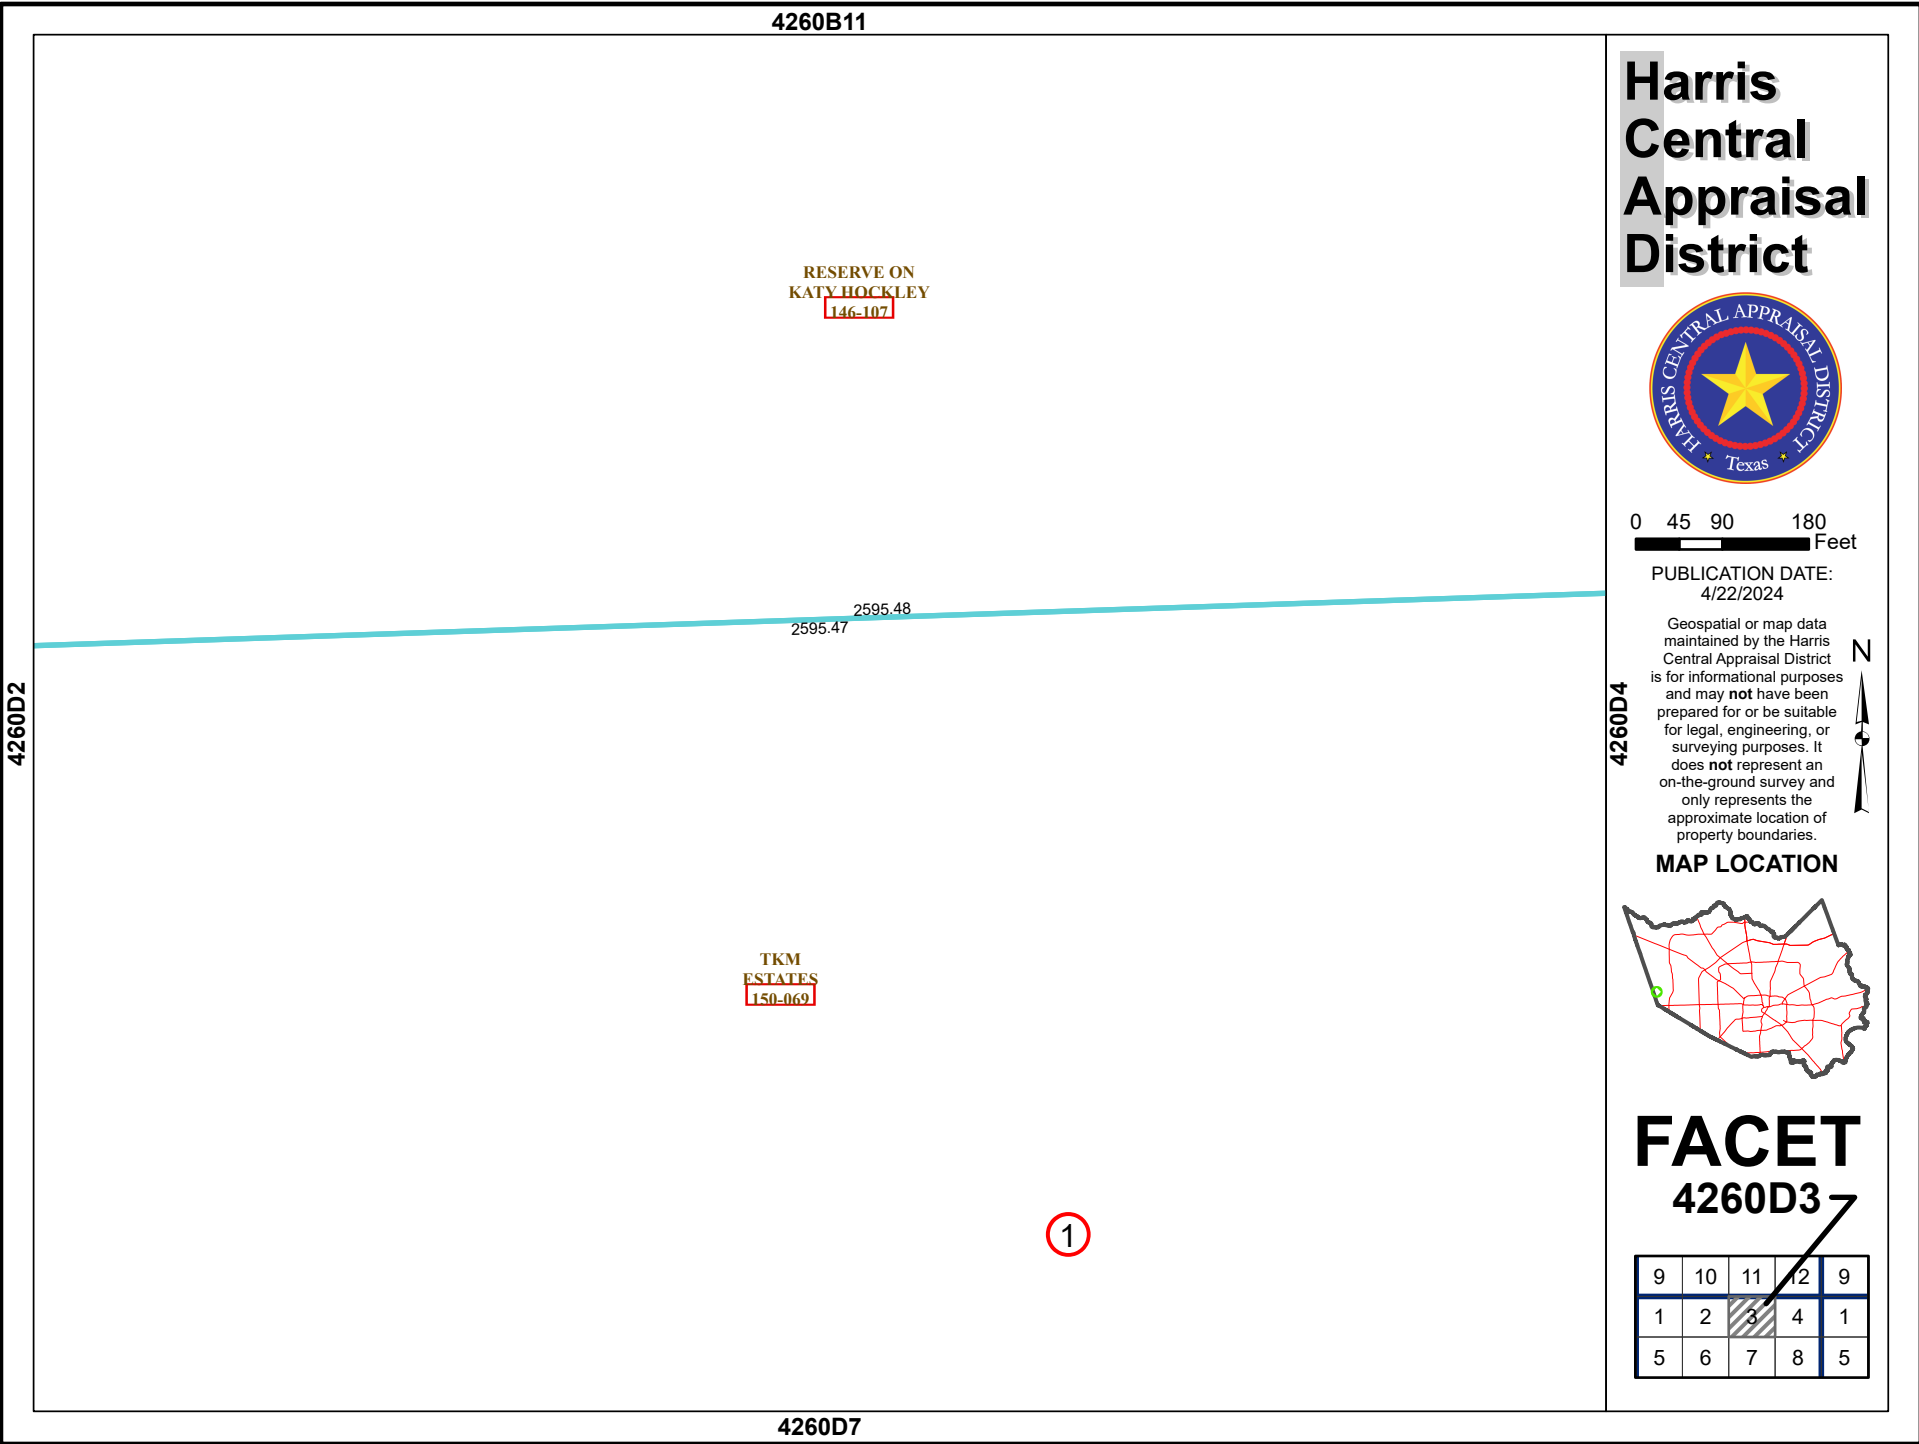 4260B11
RESERVE ON
KATY HOCKLEY
146-107
2595.48
2595.47
4260D2
4260D4
TKM
ESTATES
150-069
1
4260D7
Harris
Central
Appraisal
District
HARRIS CENTRAL APPRAISAL DISTRICT
Texas
0 45 90 180
Feet
PUBLICATION DATE:
4/22/2024
Geospatial or map data
maintained by the Harris
Central Appraisal District
is for informational purposes
and may not have been
prepared for or be suitable
for legal, engineering, or
surveying purposes. It
does not represent an
on-the-ground survey and
only represents the
approximate location of
property boundaries.
N
MAP LOCATION
FACET
4260D3
9 10 11 12 9
1 2 3 4 1
5 6 7 8 5